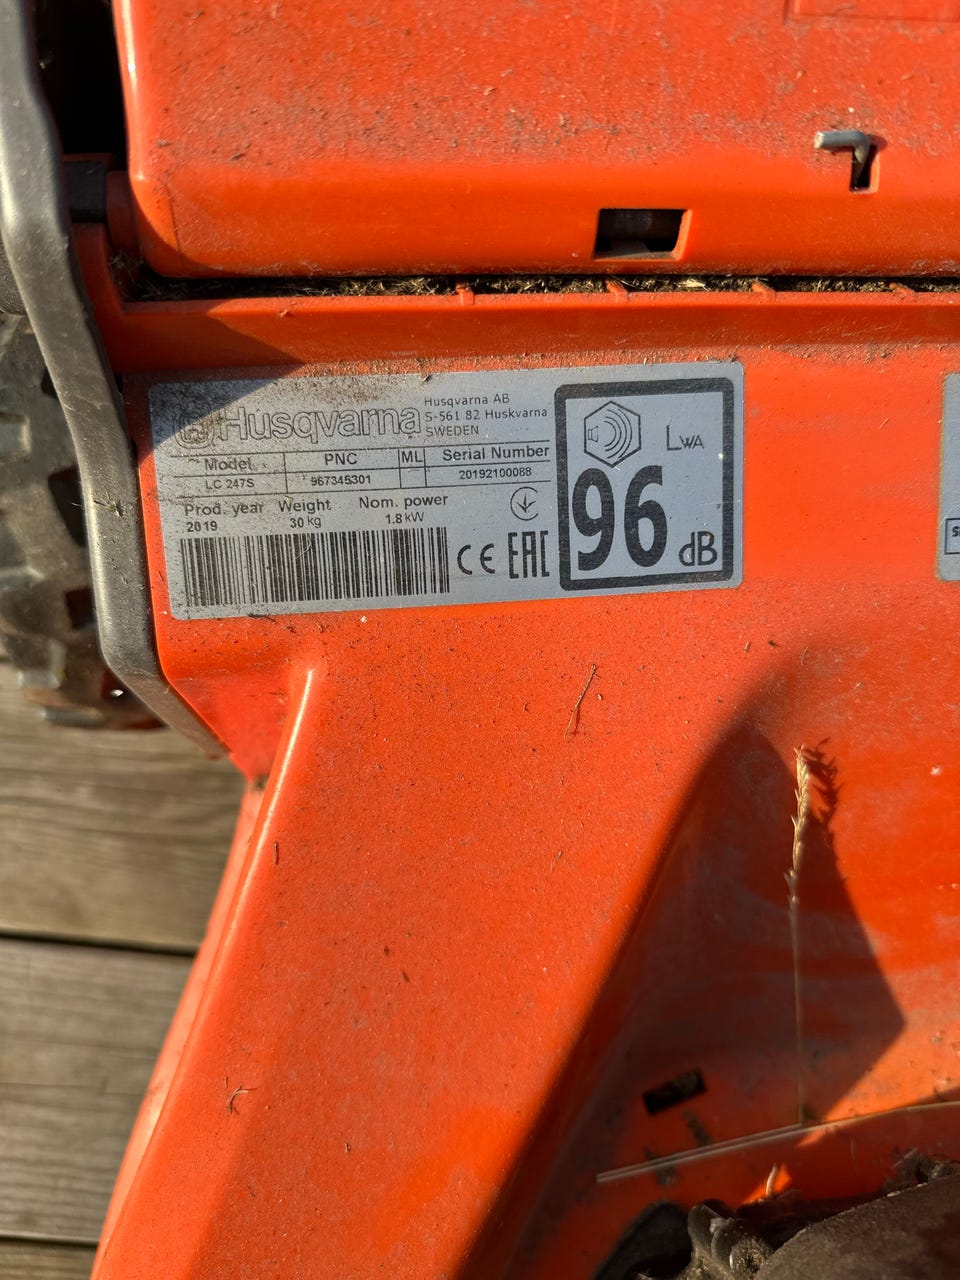 Husqvarna
Husqvarna AB
S-561 82 Huskvarna
SWEDEN
Model PNC ML Serial Number
LC 247S 967345301 20192100088
Prod. year Weight Nom. power
2019 30 kg 1.8 kW
CE EAC
LWA
96 dB